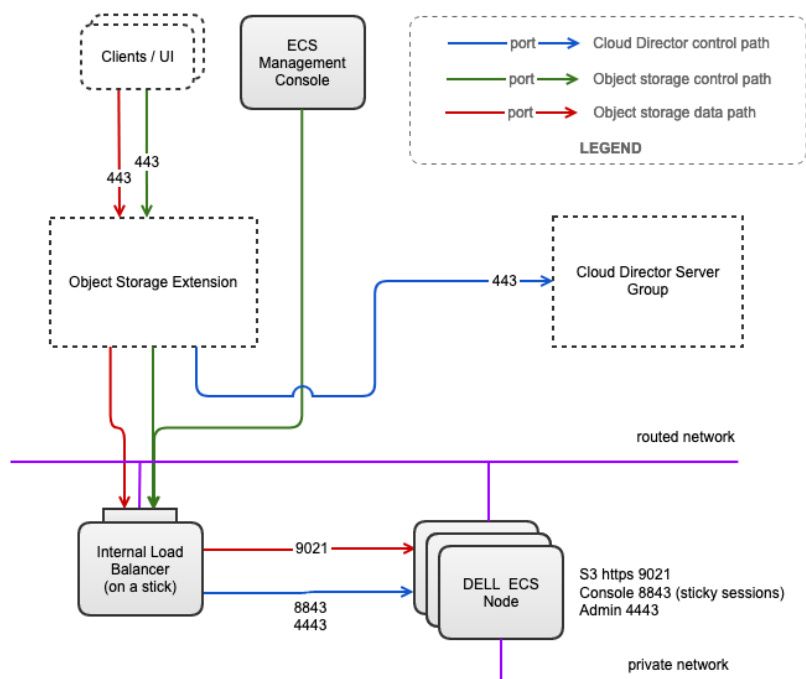 Clients / UI
ECS
Management
Console
port
Cloud Director control path
port
Object storage control path
port
Object storage data path
LEGEND
443
443
Object Storage Extension
443
Cloud Director Server
Group
routed network
Internal Load
Balancer
(on a stick)
9021
8843
4443
DELL ECS
Node
S3 https 9021
Console 8843 (sticky sessions)
Admin 4443
private network